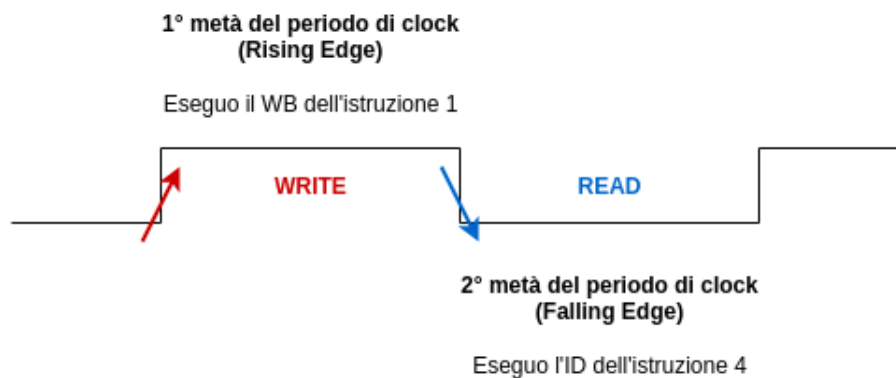 1° metà del periodo di clock
(Rising Edge)
Eseguo il WB dell'istruzione 1
WRITE
READ
2° metà del periodo di clock
(Falling Edge)
Eseguo l'ID dell'istruzione 4